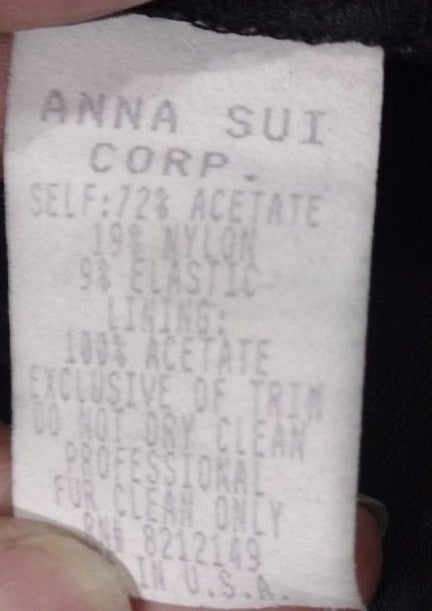 ANNA SUI
CORP.
SELF:72% ACETATE
19% NYLON
9% ELASTIC
LINING:
100% ACETATE
EXCLUSIVE OF TRIM
DO NOT DRY CLEAN
PROFESSIONAL
FUR CLEAN ONLY
RN# 8212149
IN U.S.A.